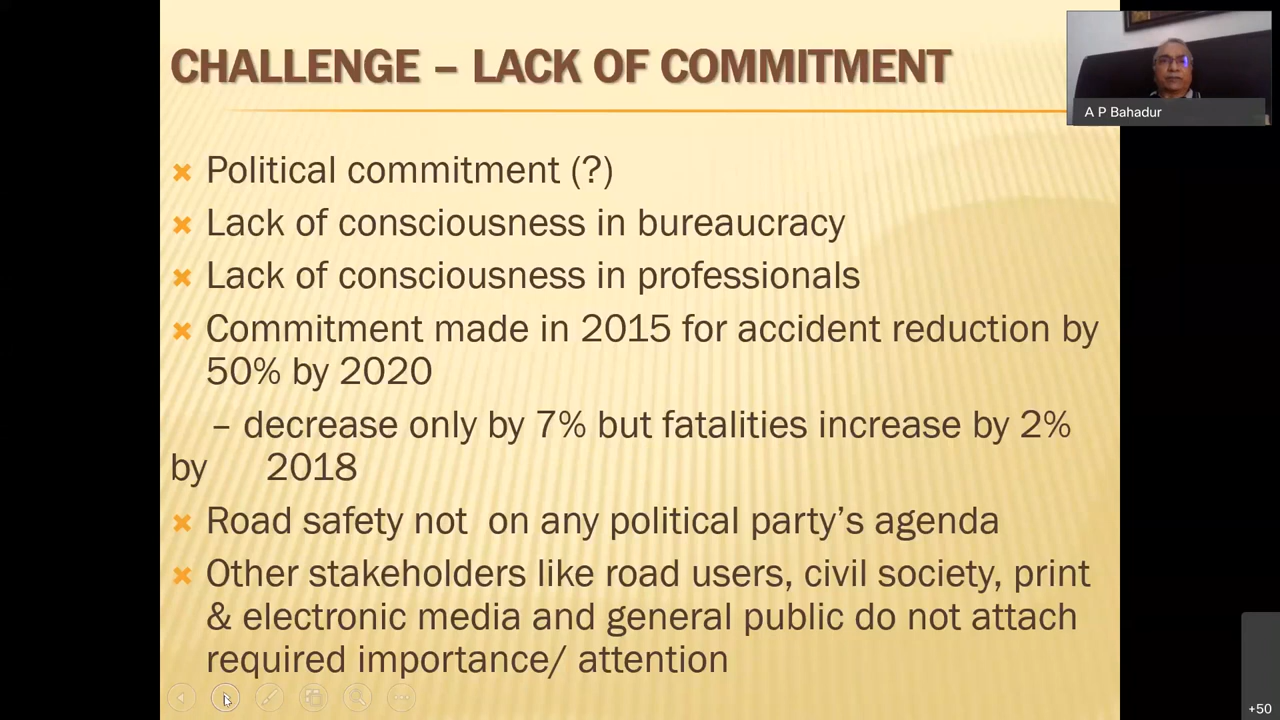 CHALLENGE – LACK OF COMMITMENT
A P Bahadur
Political commitment (?)
Lack of consciousness in bureaucracy
Lack of consciousness in professionals
Commitment made in 2015 for accident reduction by
50% by 2020
– decrease only by 7% but fatalities increase by 2%
by 2018
Road safety not on any political party’s agenda
Other stakeholders like road users, civil society, print
& electronic media and general public do not attach
required importance/ attention
+50